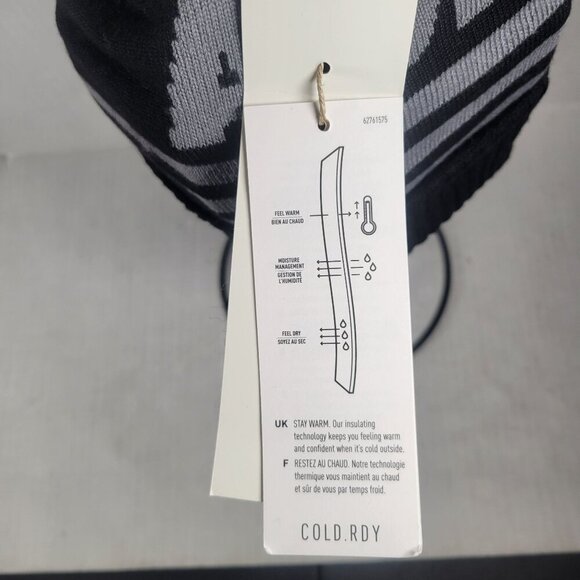 62761575
FEEL WARM
BIEN AU CHAUD
MOISTURE
MANAGEMENT
GESTION DE
L'HUMIDITÉ
FEEL DRY
SOYEZ AU SEC
UK STAY WARM. Our insulating
technology keeps you feeling warm
and confident when it's cold outside.
F RESTEZ AU CHAUD. Notre technologie
thermique vous maintient au chaud
et sûr de vous par temps froid.
COLD.RDY